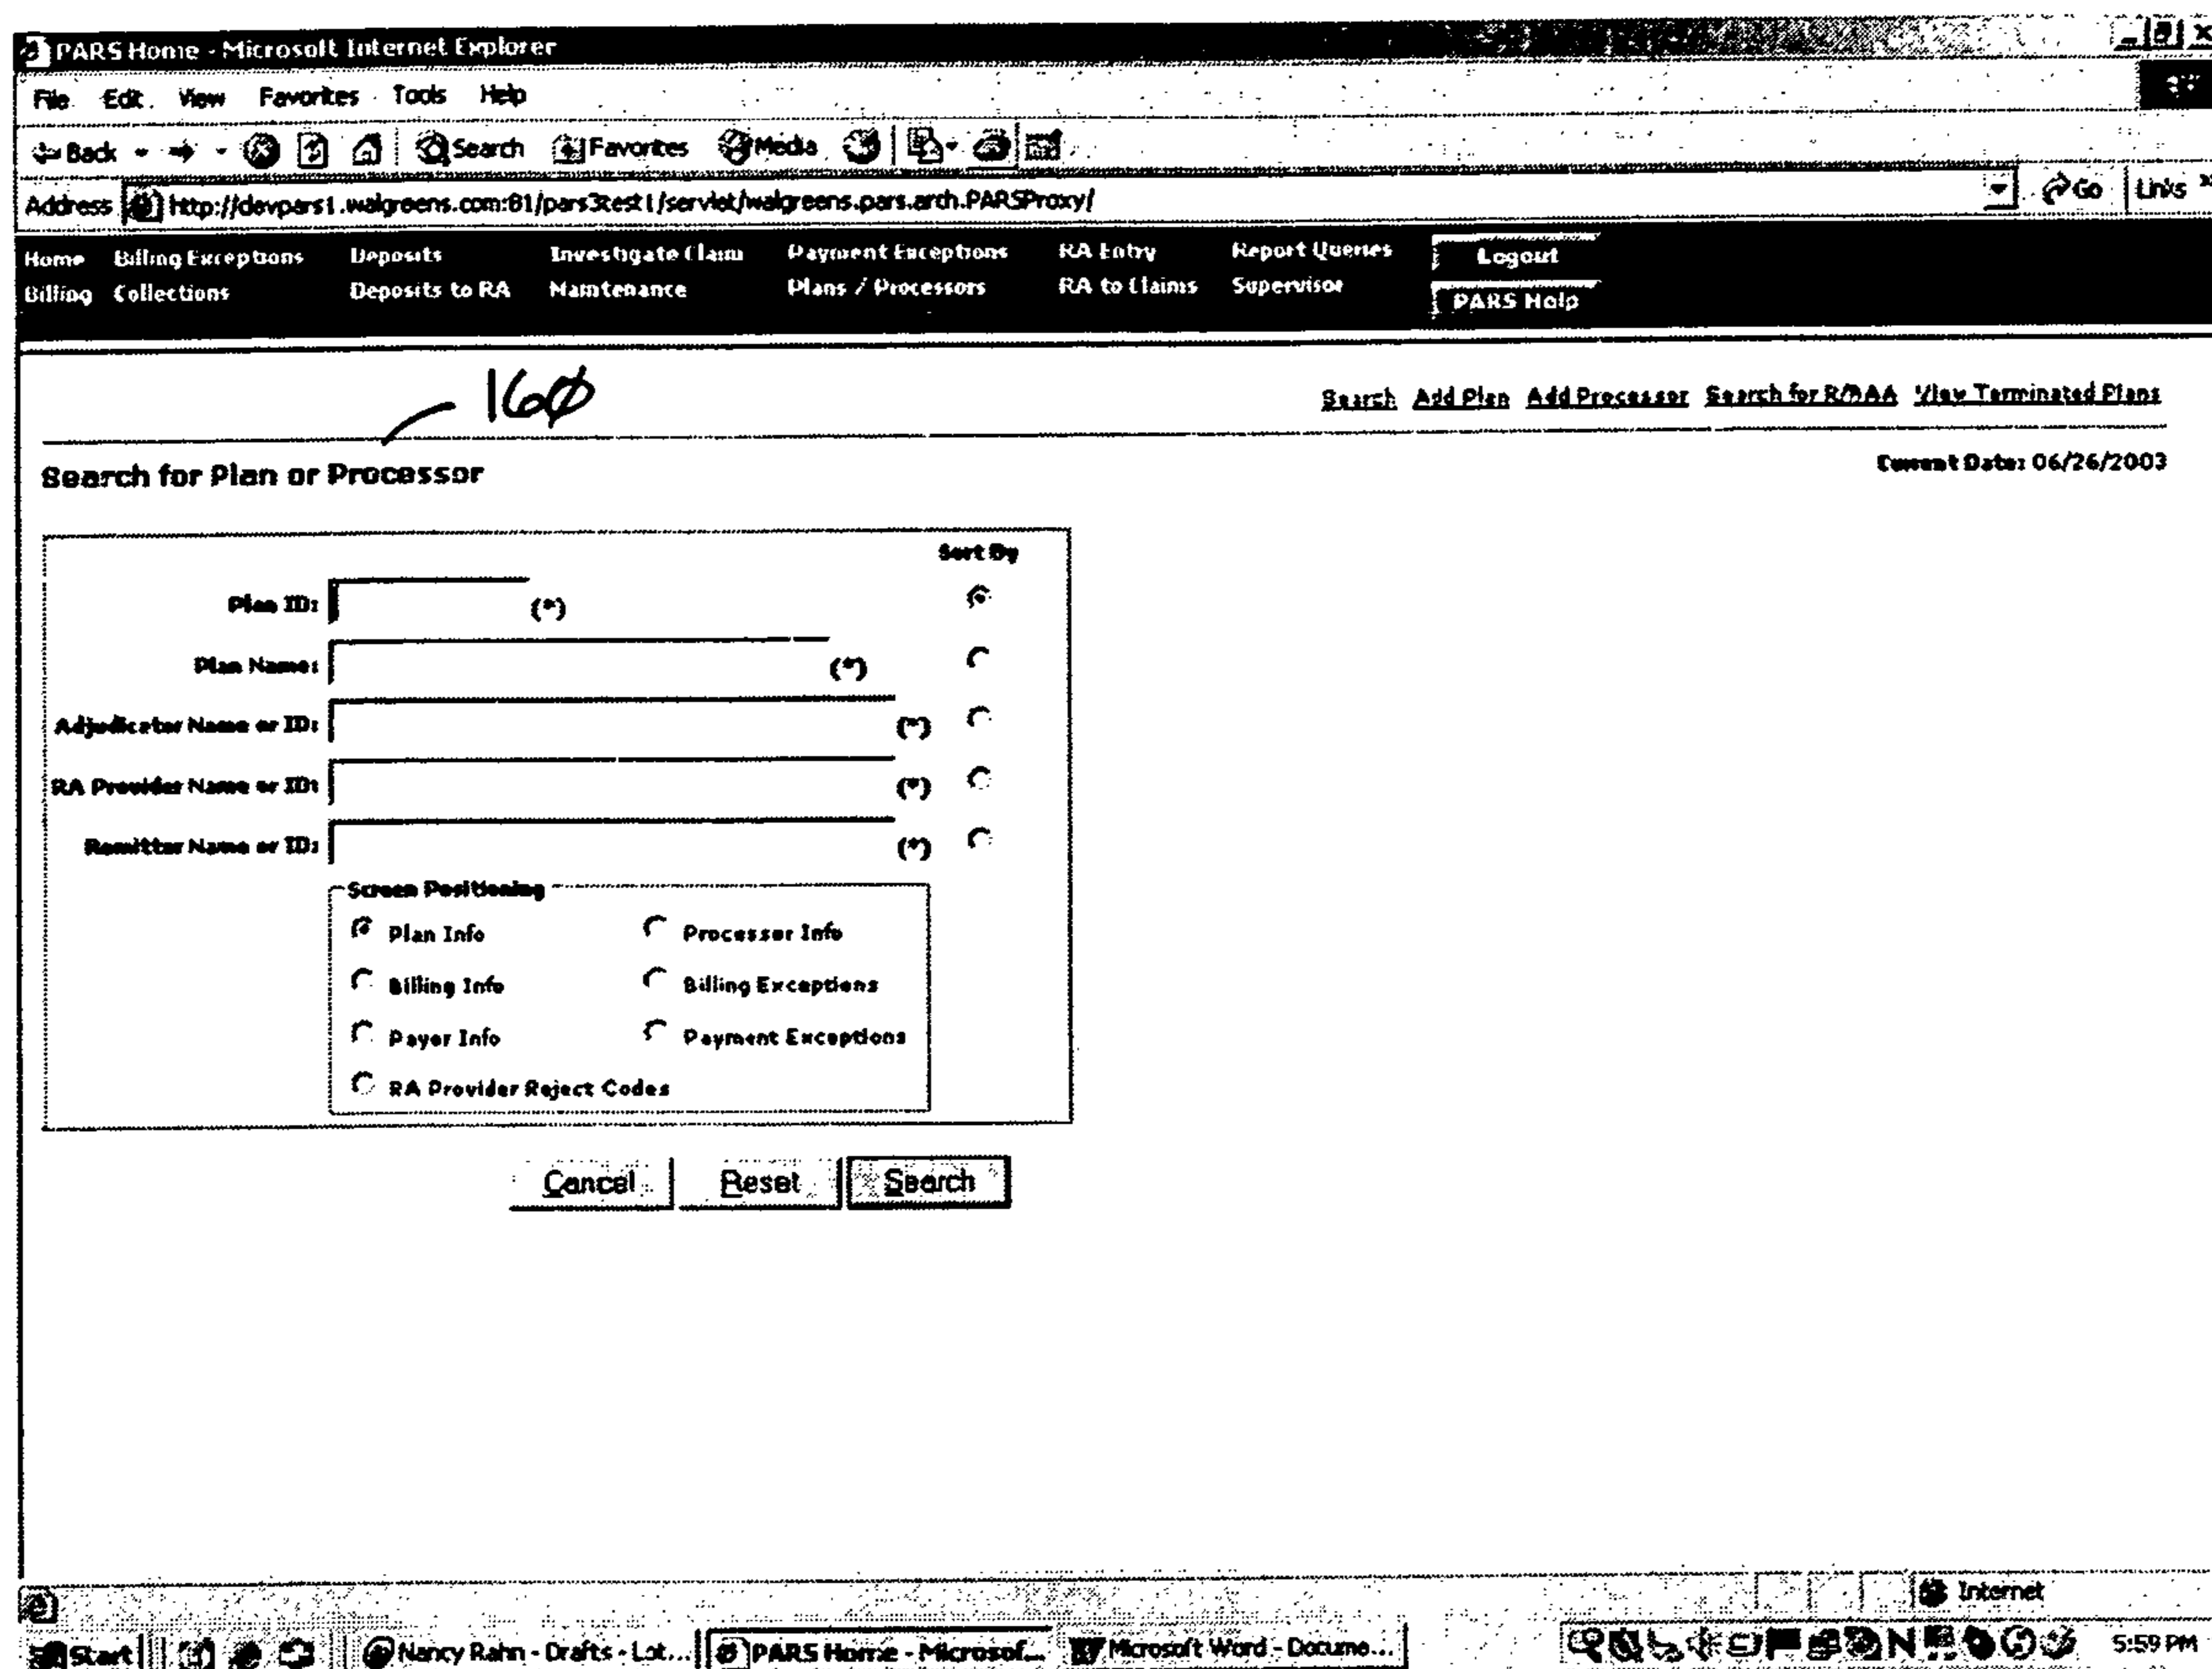 PARS Home - Microsoft Internet Explorer
File Edit View Favorites Tools Help
Back Search Favorites Media
Address http://devpars1.walgreens.com:81/pars3test1/servlet/walgreens.pars.arch.PARSProxy/ Go Links »
Home Billing Exceptions Deposits Investigate Claim Payment Exceptions RA Entry Report Queries Logout
Billing Collections Deposits to RA Maintenance Plans / Processors RA to Claims Supervisor PARS Help
160
Search Add Plan Add Processor Search for R/RAA View Terminated Plans
Search for Plan or Processor
Current Date: 06/26/2003
Sort By
Plan ID: (*)
Plan Name: (*)
Adjudicator Name or ID: (*)
RA Provider Name or ID: (*)
Remitter Name or ID: (*)
Screen Positioning
Plan Info Processor Info
Billing Info Billing Exceptions
Payer Info Payment Exceptions
RA Provider Reject Codes
Cancel Reset Search
Internet
Start Nancy Rahn - Drafts - Lot... PARS Home - Microsof... Microsoft Word - Docume... 5:59 PM